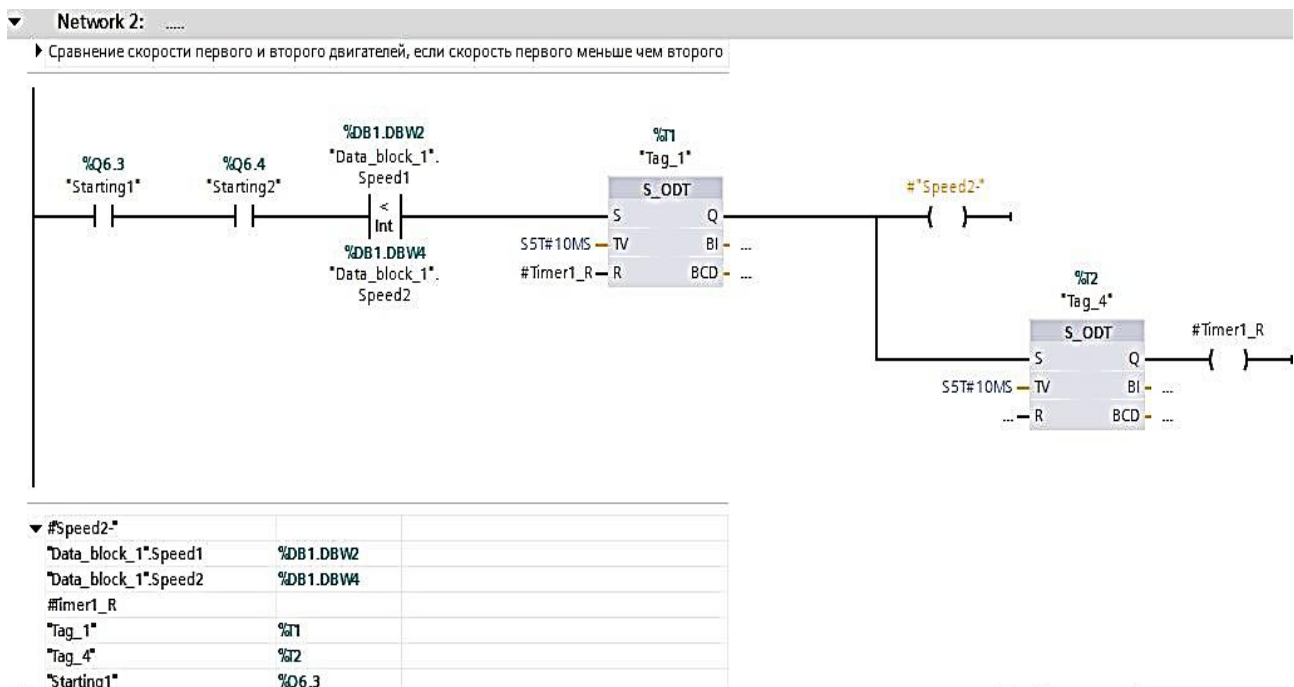 Network 2: .....
Сравнение скорости первого и второго двигателей, если скорость первого меньше чем второго
%Q6.3
"Starting1"
%Q6.4
"Starting2"
%DB1.DBW2
"Data_block_1".
Speed1
<
Int
%DB1.DBW4
"Data_block_1".
Speed2
%T1
"Tag_1"
S_ODT
S Q
S5T#10MS TV BI ...
#Timer1_R R BCD ...
#"Speed2-"
%T2
"Tag_4"
S_ODT
S Q
S5T#10MS TV BI ...
... R BCD ...
#Timer1_R
#"Speed2-"
"Data_block_1".Speed1 %DB1.DBW2
"Data_block_1".Speed2 %DB1.DBW4
#Timer1_R
"Tag_1" %T1
"Tag_4" %T2
"Starting1" %Q6.3